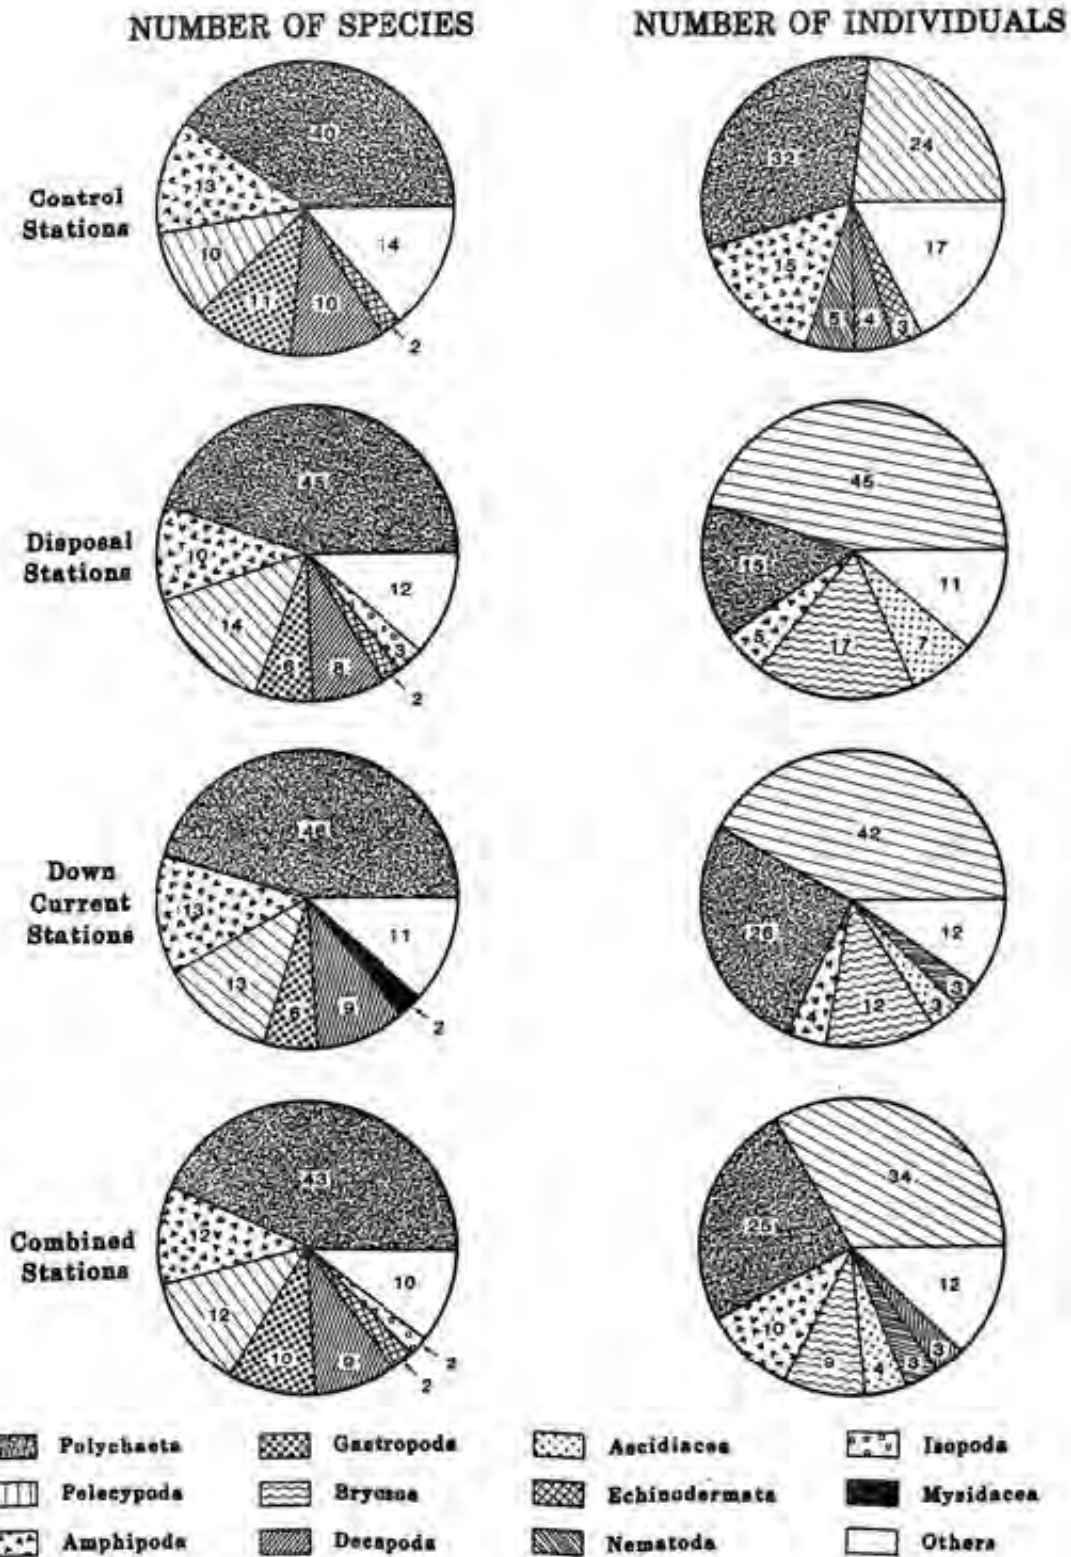 NUMBER OF SPECIES
NUMBER OF INDIVIDUALS
Control
Stations
40
13
10
11
10
2
14
24
32
15
5
4
3
17
Disposal
Stations
45
10
14
6
8
2
3
12
45
15
5
17
7
11
Down
Current
Stations
46
13
13
6
9
2
11
42
26
4
12
3
3
12
Combined
Stations
43
12
12
10
9
2
2
10
34
25
10
9
4
3
3
12
Polychaeta
Gastropoda
Ascidiacea
Isopoda
Pelecypoda
Bryozoa
Echinodermata
Mysidacea
Amphipoda
Decapoda
Nematoda
Others